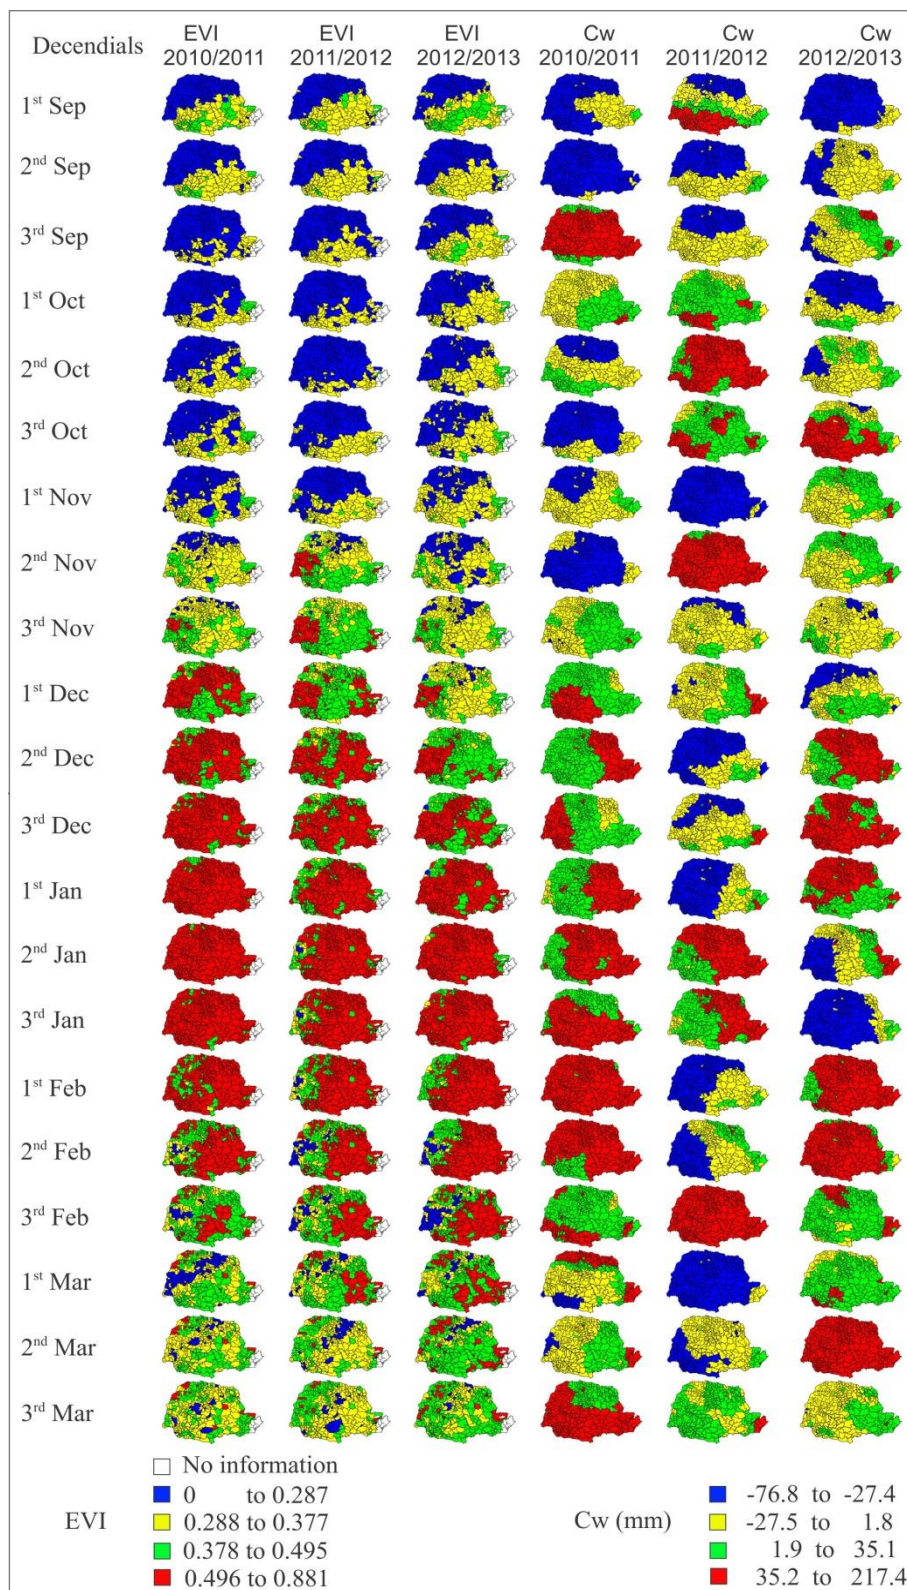 Decendials EVI 2010/2011 EVI 2011/2012 EVI 2012/2013 Cw 2010/2011 Cw 2011/2012 Cw 2012/2013
1st Sep
2nd Sep
3rd Sep
1st Oct
2nd Oct
3rd Oct
1st Nov
2nd Nov
3rd Nov
1st Dec
2nd Dec
3rd Dec
1st Jan
2nd Jan
3rd Jan
1st Feb
2nd Feb
3rd Feb
1st Mar
2nd Mar
3rd Mar
EVI
No information
0 to 0.287
0.288 to 0.377
0.378 to 0.495
0.496 to 0.881
Cw (mm)
-76.8 to -27.4
-27.5 to 1.8
1.9 to 35.1
35.2 to 217.4